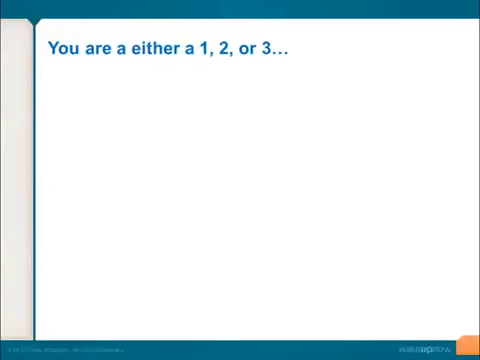 You are a either a 1, 2, or 3…